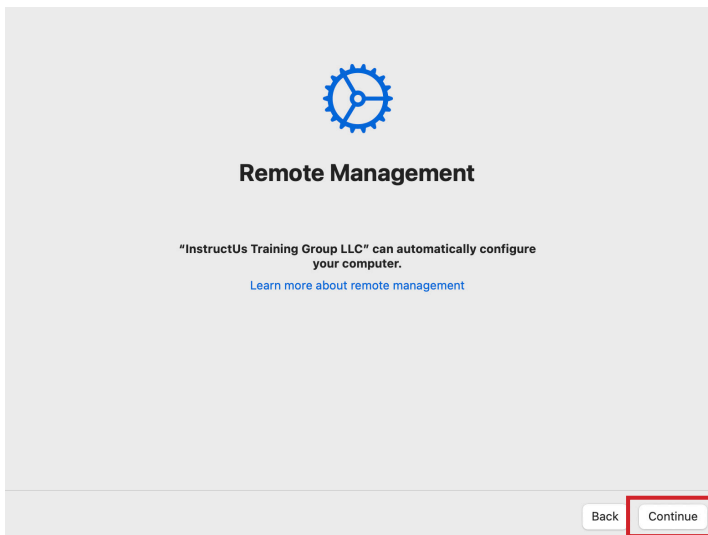 Remote Management
“InstructUs Training Group LLC” can automatically configure
your computer.
Learn more about remote management
Back
Continue